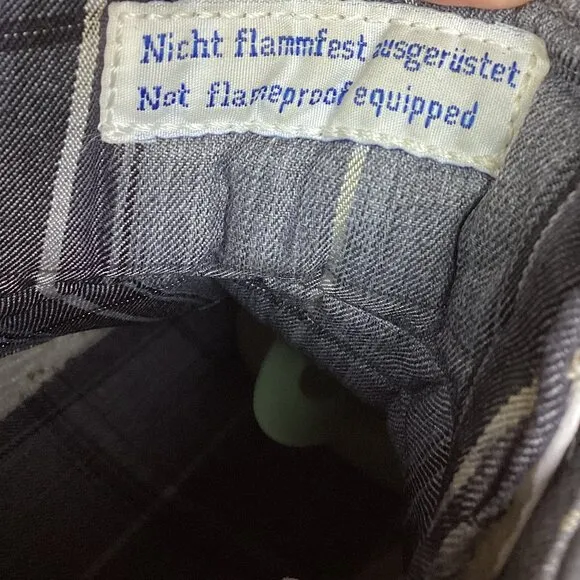 Nicht flammfest ausgerüstet
Not flameproof equipped